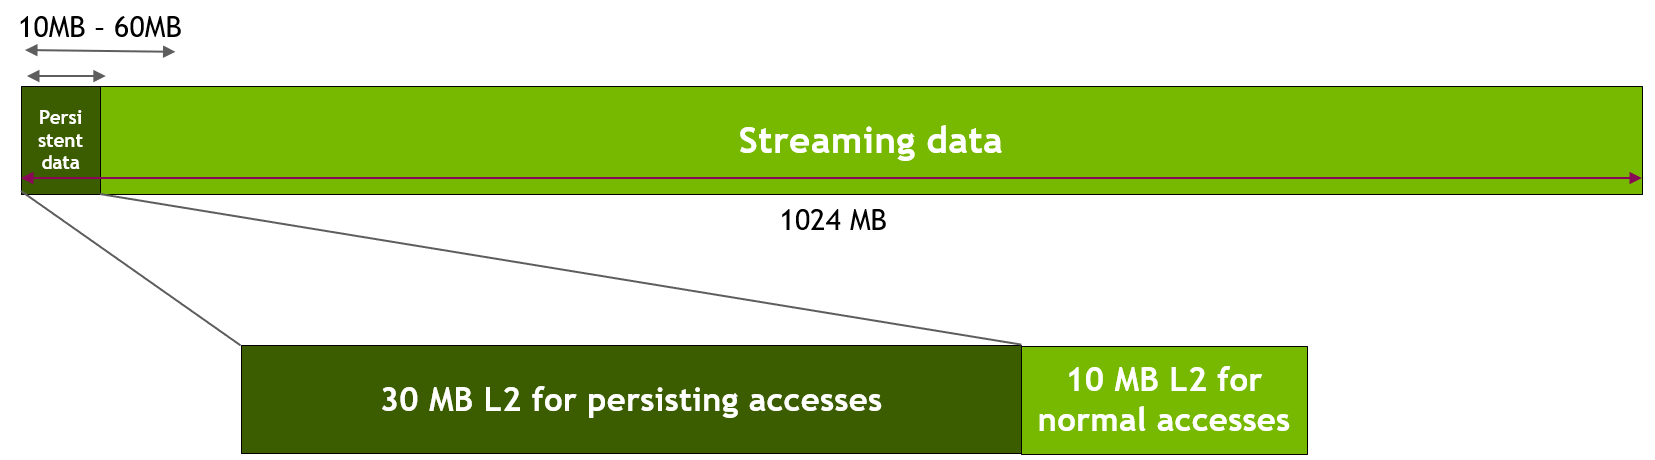 10MB - 60MB
Persi
stent
data
Streaming data
1024 MB
30 MB L2 for persisting accesses
10 MB L2 for
normal accesses